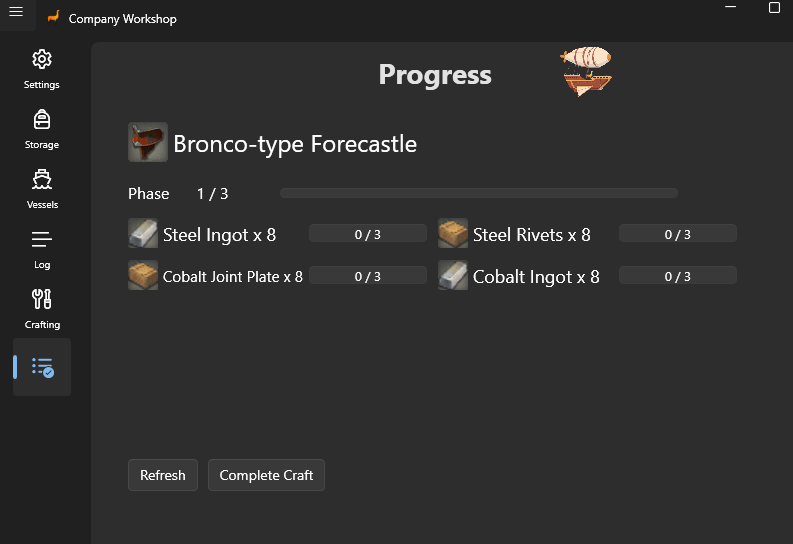 Company Workshop
Settings
Storage
Vessels
Log
Crafting
Progress
Bronco-type Forecastle
Phase 1 / 3
Steel Ingot x 8 0 / 3 Steel Rivets x 8 0 / 3
Cobalt Joint Plate x 8 0 / 3 Cobalt Ingot x 8 0 / 3
Refresh Complete Craft